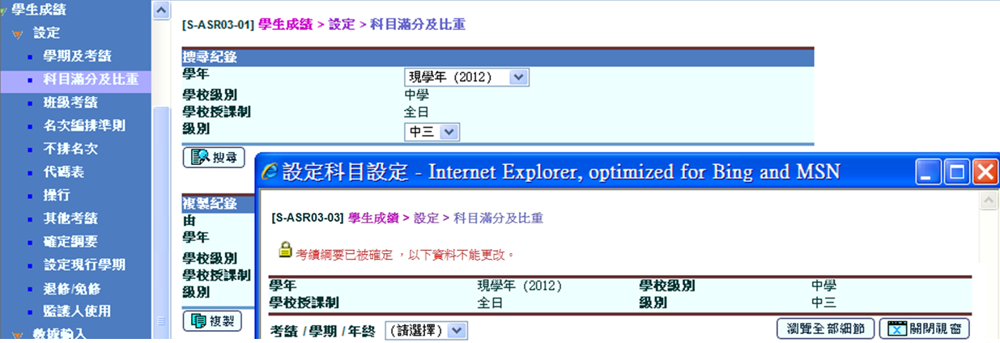 學生成績
設定
學期及考績
科目滿分及比重
班級考績
名次編排準則
不排名次
代碼表
操行
其他考績
確定綱要
設定現行學期
退修/免修
監護人使用
數據輸入
[S-ASR03-01] 學生成績 > 設定 > 科目滿分及比重
搜尋紀錄
學年 現學年 (2012)
學校級別 中學
學校授課制 全日
級別 中三
搜尋
複製紀錄
由
學年
學校級別
學校授課制
級別
複製
設定科目設定 - Internet Explorer, optimized for Bing and MSN
[S-ASR03-03] 學生成績 > 設定 > 科目滿分及比重
考績綱要已被確定，以下資料不能更改。
學年 現學年 (2012) 學校級別 中學
學校授課制 全日 級別 中三
考績 / 學期 / 年終 (請選擇) 瀏覽全部細節 關閉視窗